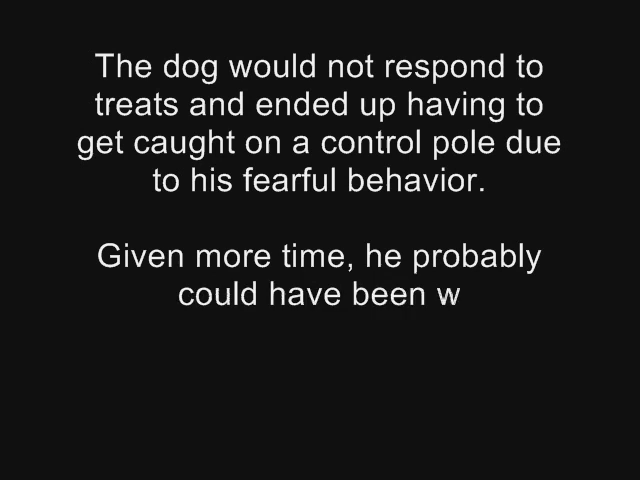 The dog would not respond to
treats and ended up having to
get caught on a control pole due
to his fearful behavior.
Given more time, he probably
could have been w